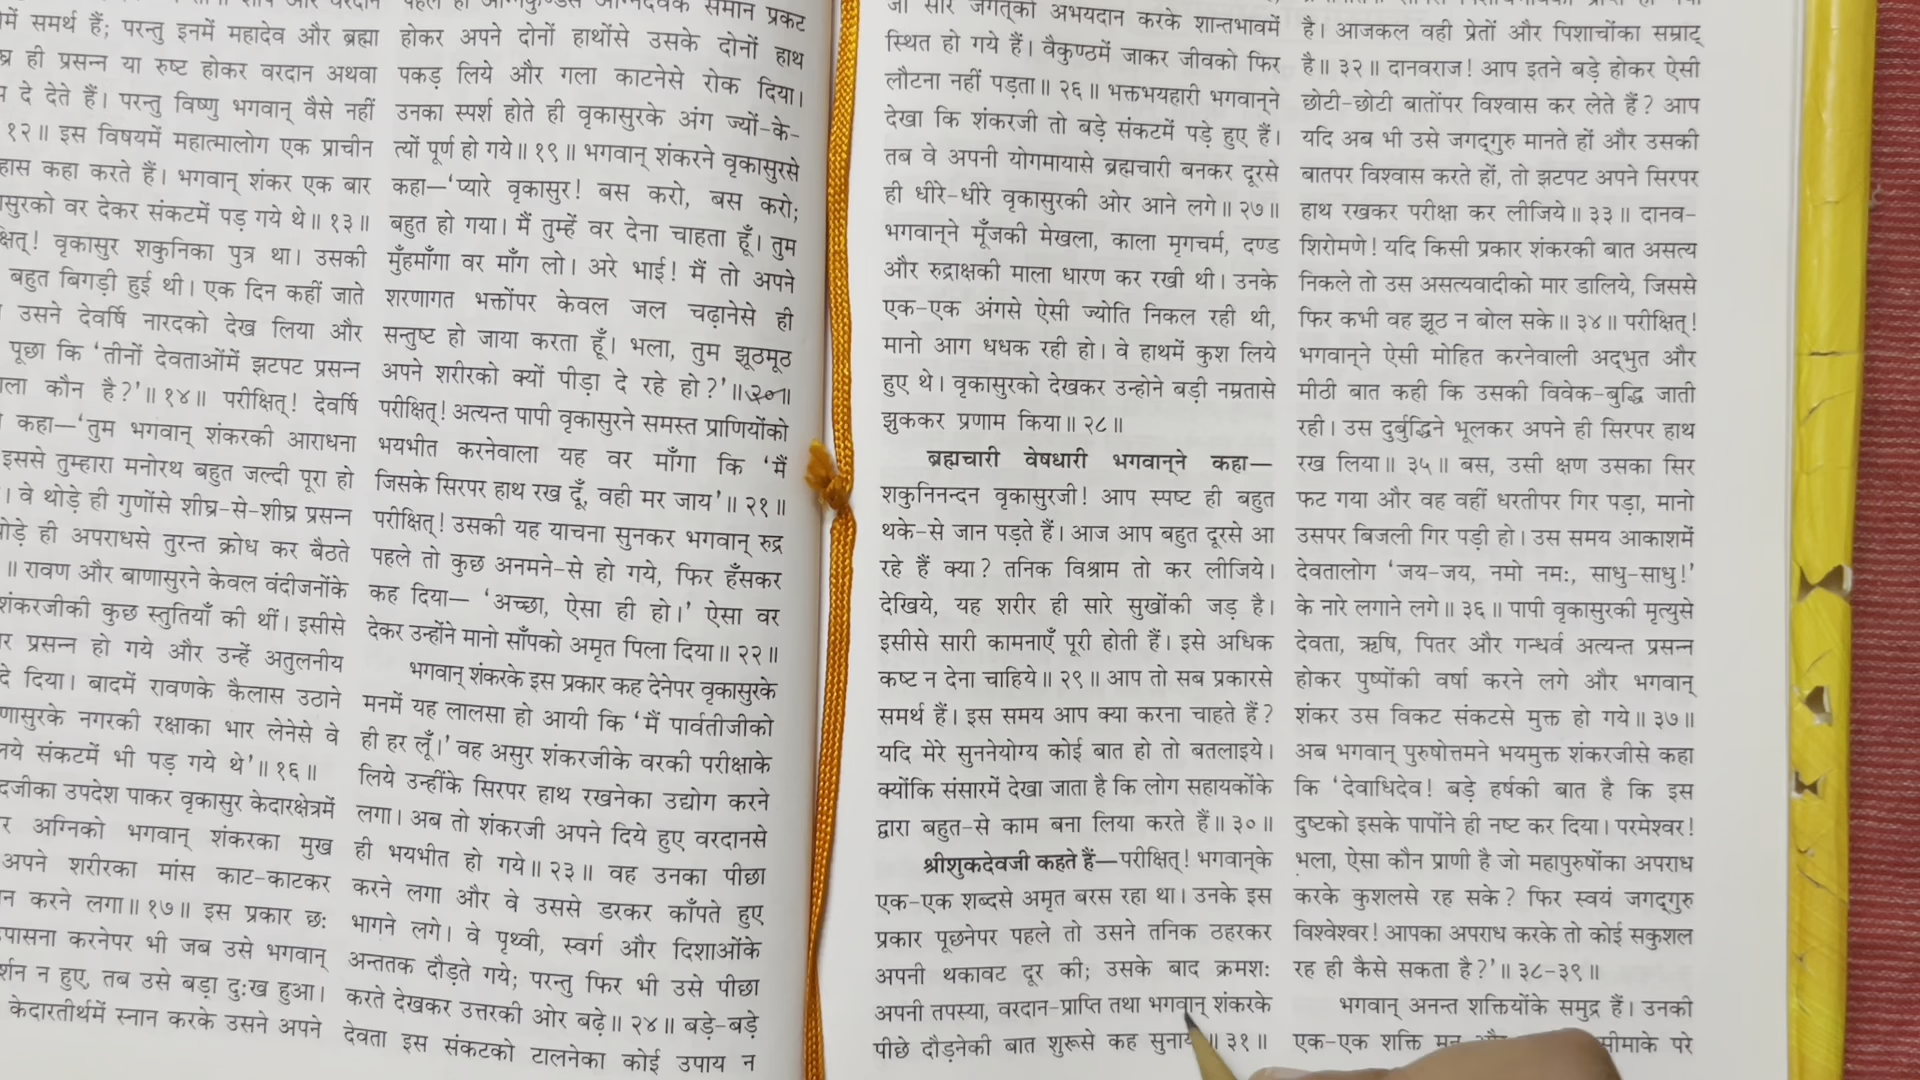 में समर्थ हैं; परन्तु इनमें महादेव और ब्रह्मा
ही प्रसन्न या रुष्ट होकर वरदान अथवा
दे देते हैं। परन्तु विष्णु भगवान् वैसे नहीं
१२॥ इस विषयमें महात्मालोग एक प्राचीन
कहा करते हैं। भगवान् शंकर एक बार
को वर देकर संकटमें पड़ गये थे॥ १३॥
वृकासुर शकुनिका पुत्र था। उसकी
बहुत बिगड़ी हुई थी। एक दिन कहीं जाते
उसने देवर्षि नारदको देख लिया और
पूछा कि ‘तीनों देवताओंमें झटपट प्रसन्न
कौन है?’॥ १४॥ परीक्षित्! देवर्षि
कहा—‘तुम भगवान् शंकरकी आराधना
इससे तुम्हारा मनोरथ बहुत जल्दी पूरा हो
। वे थोड़े ही गुणोंसे शीघ्र-से-शीघ्र प्रसन्न
ही अपराधसे तुरन्त क्रोध कर बैठते
॥ रावण और बाणासुरने केवल वंदीजनोंके
शंकरजीकी कुछ स्तुतियाँ की थीं। इसीसे
प्रसन्न हो गये और उन्हें अतुलनीय
दे दिया। बादमें रावणके कैलास उठाने
के नगरकी रक्षाका भार लेनेसे वे
संकटमें भी पड़ गये थे’॥ १६॥
उपदेश पाकर वृकासुर केदारक्षेत्रमें
अग्निको भगवान् शंकरका मुख
अपने शरीरका मांस काट-काटकर
करने लगा॥ १७॥ इस प्रकार छः
करनेपर भी जब उसे भगवान्
न हुए, तब उसे बड़ा दुःख हुआ।
केदारतीर्थमें स्नान करके उसने अपने
समान प्रकट
होकर अपने दोनों हाथोंसे उसके दोनों हाथ
पकड़ लिये और गला काटनेसे रोक दिया।
उनका स्पर्श होते ही वृकासुरके अंग ज्यों-के-
त्यों पूर्ण हो गये॥ १९॥ भगवान् शंकरने वृकासुरसे
कहा—‘प्यारे वृकासुर! बस करो, बस करो;
बहुत हो गया। मैं तुम्हें वर देना चाहता हूँ। तुम
मुँहमाँगा वर माँग लो। अरे भाई! मैं तो अपने
शरणागत भक्तोंपर केवल जल चढ़ानेसे ही
सन्तुष्ट हो जाया करता हूँ। भला, तुम झूठमूठ
अपने शरीरको क्यों पीड़ा दे रहे हो?’॥२०॥
परीक्षित्! अत्यन्त पापी वृकासुरने समस्त प्राणियोंको
भयभीत करनेवाला यह वर माँगा कि ‘मैं
जिसके सिरपर हाथ रख दूँ, वही मर जाय’॥ २१॥
परीक्षित्! उसकी यह याचना सुनकर भगवान् रुद्र
पहले तो कुछ अनमने-से हो गये, फिर हँसकर
कह दिया— ‘अच्छा, ऐसा ही हो।’ ऐसा वर
देकर उन्होंने मानो साँपको अमृत पिला दिया॥ २२॥
भगवान् शंकरके इस प्रकार कह देनेपर वृकासुरके
मनमें यह लालसा हो आयी कि ‘मैं पार्वतीजीको
ही हर लूँ।’ वह असुर शंकरजीके वरकी परीक्षाके
लिये उन्हींके सिरपर हाथ रखनेका उद्योग करने
लगा। अब तो शंकरजी अपने दिये हुए वरदानसे
ही भयभीत हो गये॥ २३॥ वह उनका पीछा
करने लगा और वे उससे डरकर काँपते हुए
भागने लगे। वे पृथ्वी, स्वर्ग और दिशाओंके
अन्ततक दौड़ते गये; परन्तु फिर भी उसे पीछा
करते देखकर उत्तरकी ओर बढ़े॥ २४॥ बड़े-बड़े
देवता इस संकटको टालनेका कोई उपाय न
जो सारे जगत्को अभयदान करके शान्तभावमें
स्थित हो गये हैं। वैकुण्ठमें जाकर जीवको फिर
लौटना नहीं पड़ता॥ २६॥ भक्तभयहारी भगवान्ने
देखा कि शंकरजी तो बड़े संकटमें पड़े हुए हैं।
तब वे अपनी योगमायासे ब्रह्मचारी बनकर दूरसे
ही धीरे-धीरे वृकासुरकी ओर आने लगे॥ २७॥
भगवान्ने मूँजकी मेखला, काला मृगचर्म, दण्ड
और रुद्राक्षकी माला धारण कर रखी थी। उनके
एक-एक अंगसे ऐसी ज्योति निकल रही थी,
मानो आग धधक रही हो। वे हाथमें कुश लिये
हुए थे। वृकासुरको देखकर उन्होने बड़ी नम्रतासे
झुककर प्रणाम किया॥ २८॥
ब्रह्मचारी वेषधारी भगवान्ने कहा—
शकुनिनन्दन वृकासुरजी! आप स्पष्ट ही बहुत
थके-से जान पड़ते हैं। आज आप बहुत दूरसे आ
रहे हैं क्या? तनिक विश्राम तो कर लीजिये।
देखिये, यह शरीर ही सारे सुखोंकी जड़ है।
इसीसे सारी कामनाएँ पूरी होती हैं। इसे अधिक
कष्ट न देना चाहिये॥ २९॥ आप तो सब प्रकारसे
समर्थ हैं। इस समय आप क्या करना चाहते हैं?
यदि मेरे सुननेयोग्य कोई बात हो तो बतलाइये।
क्योंकि संसारमें देखा जाता है कि लोग सहायकोंके
द्वारा बहुत-से काम बना लिया करते हैं॥ ३०॥
श्रीशुकदेवजी कहते हैं—परीक्षित्! भगवान्के
एक-एक शब्दसे अमृत बरस रहा था। उनके इस
प्रकार पूछनेपर पहले तो उसने तनिक ठहरकर
अपनी थकावट दूर की; उसके बाद क्रमशः
अपनी तपस्या, वरदान-प्राप्ति तथा भगवान् शंकरके
पीछे दौड़नेकी बात शुरूसे कह ॥ ३१॥
है। आजकल वही प्रेतों और पिशाचोंका सम्राट्
है॥ ३२॥ दानवराज! आप इतने बड़े होकर ऐसी
छोटी-छोटी बातोंपर विश्वास कर लेते हैं? आप
यदि अब भी उसे जगद्गुरु मानते हों और उसकी
बातपर विश्वास करते हों, तो झटपट अपने सिरपर
हाथ रखकर परीक्षा कर लीजिये॥ ३३॥ दानव-
शिरोमणे! यदि किसी प्रकार शंकरकी बात असत्य
निकले तो उस असत्यवादीको मार डालिये, जिससे
फिर कभी वह झूठ न बोल सके॥ ३४॥ परीक्षित्!
भगवान्ने ऐसी मोहित करनेवाली अद्भुत और
मीठी बात कही कि उसकी विवेक-बुद्धि जाती
रही। उस दुर्बुद्धिने भूलकर अपने ही सिरपर हाथ
रख लिया॥ ३५॥ बस, उसी क्षण उसका सिर
फट गया और वह वहीं धरतीपर गिर पड़ा, मानो
उसपर बिजली गिर पड़ी हो। उस समय आकाशमें
देवतालोग ‘जय-जय, नमो नमः, साधु-साधु!’
के नारे लगाने लगे॥ ३६॥ पापी वृकासुरकी मृत्युसे
देवता, ऋषि, पितर और गन्धर्व अत्यन्त प्रसन्न
होकर पुष्पोंकी वर्षा करने लगे और भगवान्
शंकर उस विकट संकटसे मुक्त हो गये॥ ३७॥
अब भगवान् पुरुषोत्तमने भयमुक्त शंकरजीसे कहा
कि ‘देवाधिदेव! बड़े हर्षकी बात है कि इस
दुष्टको इसके पापोंने ही नष्ट कर दिया। परमेश्वर!
भला, ऐसा कौन प्राणी है जो महापुरुषोंका अपराध
करके कुशलसे रह सके? फिर स्वयं जगद्गुरु
विश्वेश्वर! आपका अपराध करके तो कोई सकुशल
रह ही कैसे सकता है?’॥ ३८-३९॥
भगवान् अनन्त शक्तियोंके समुद्र हैं। उनकी
एक-एक शक्ति के परे